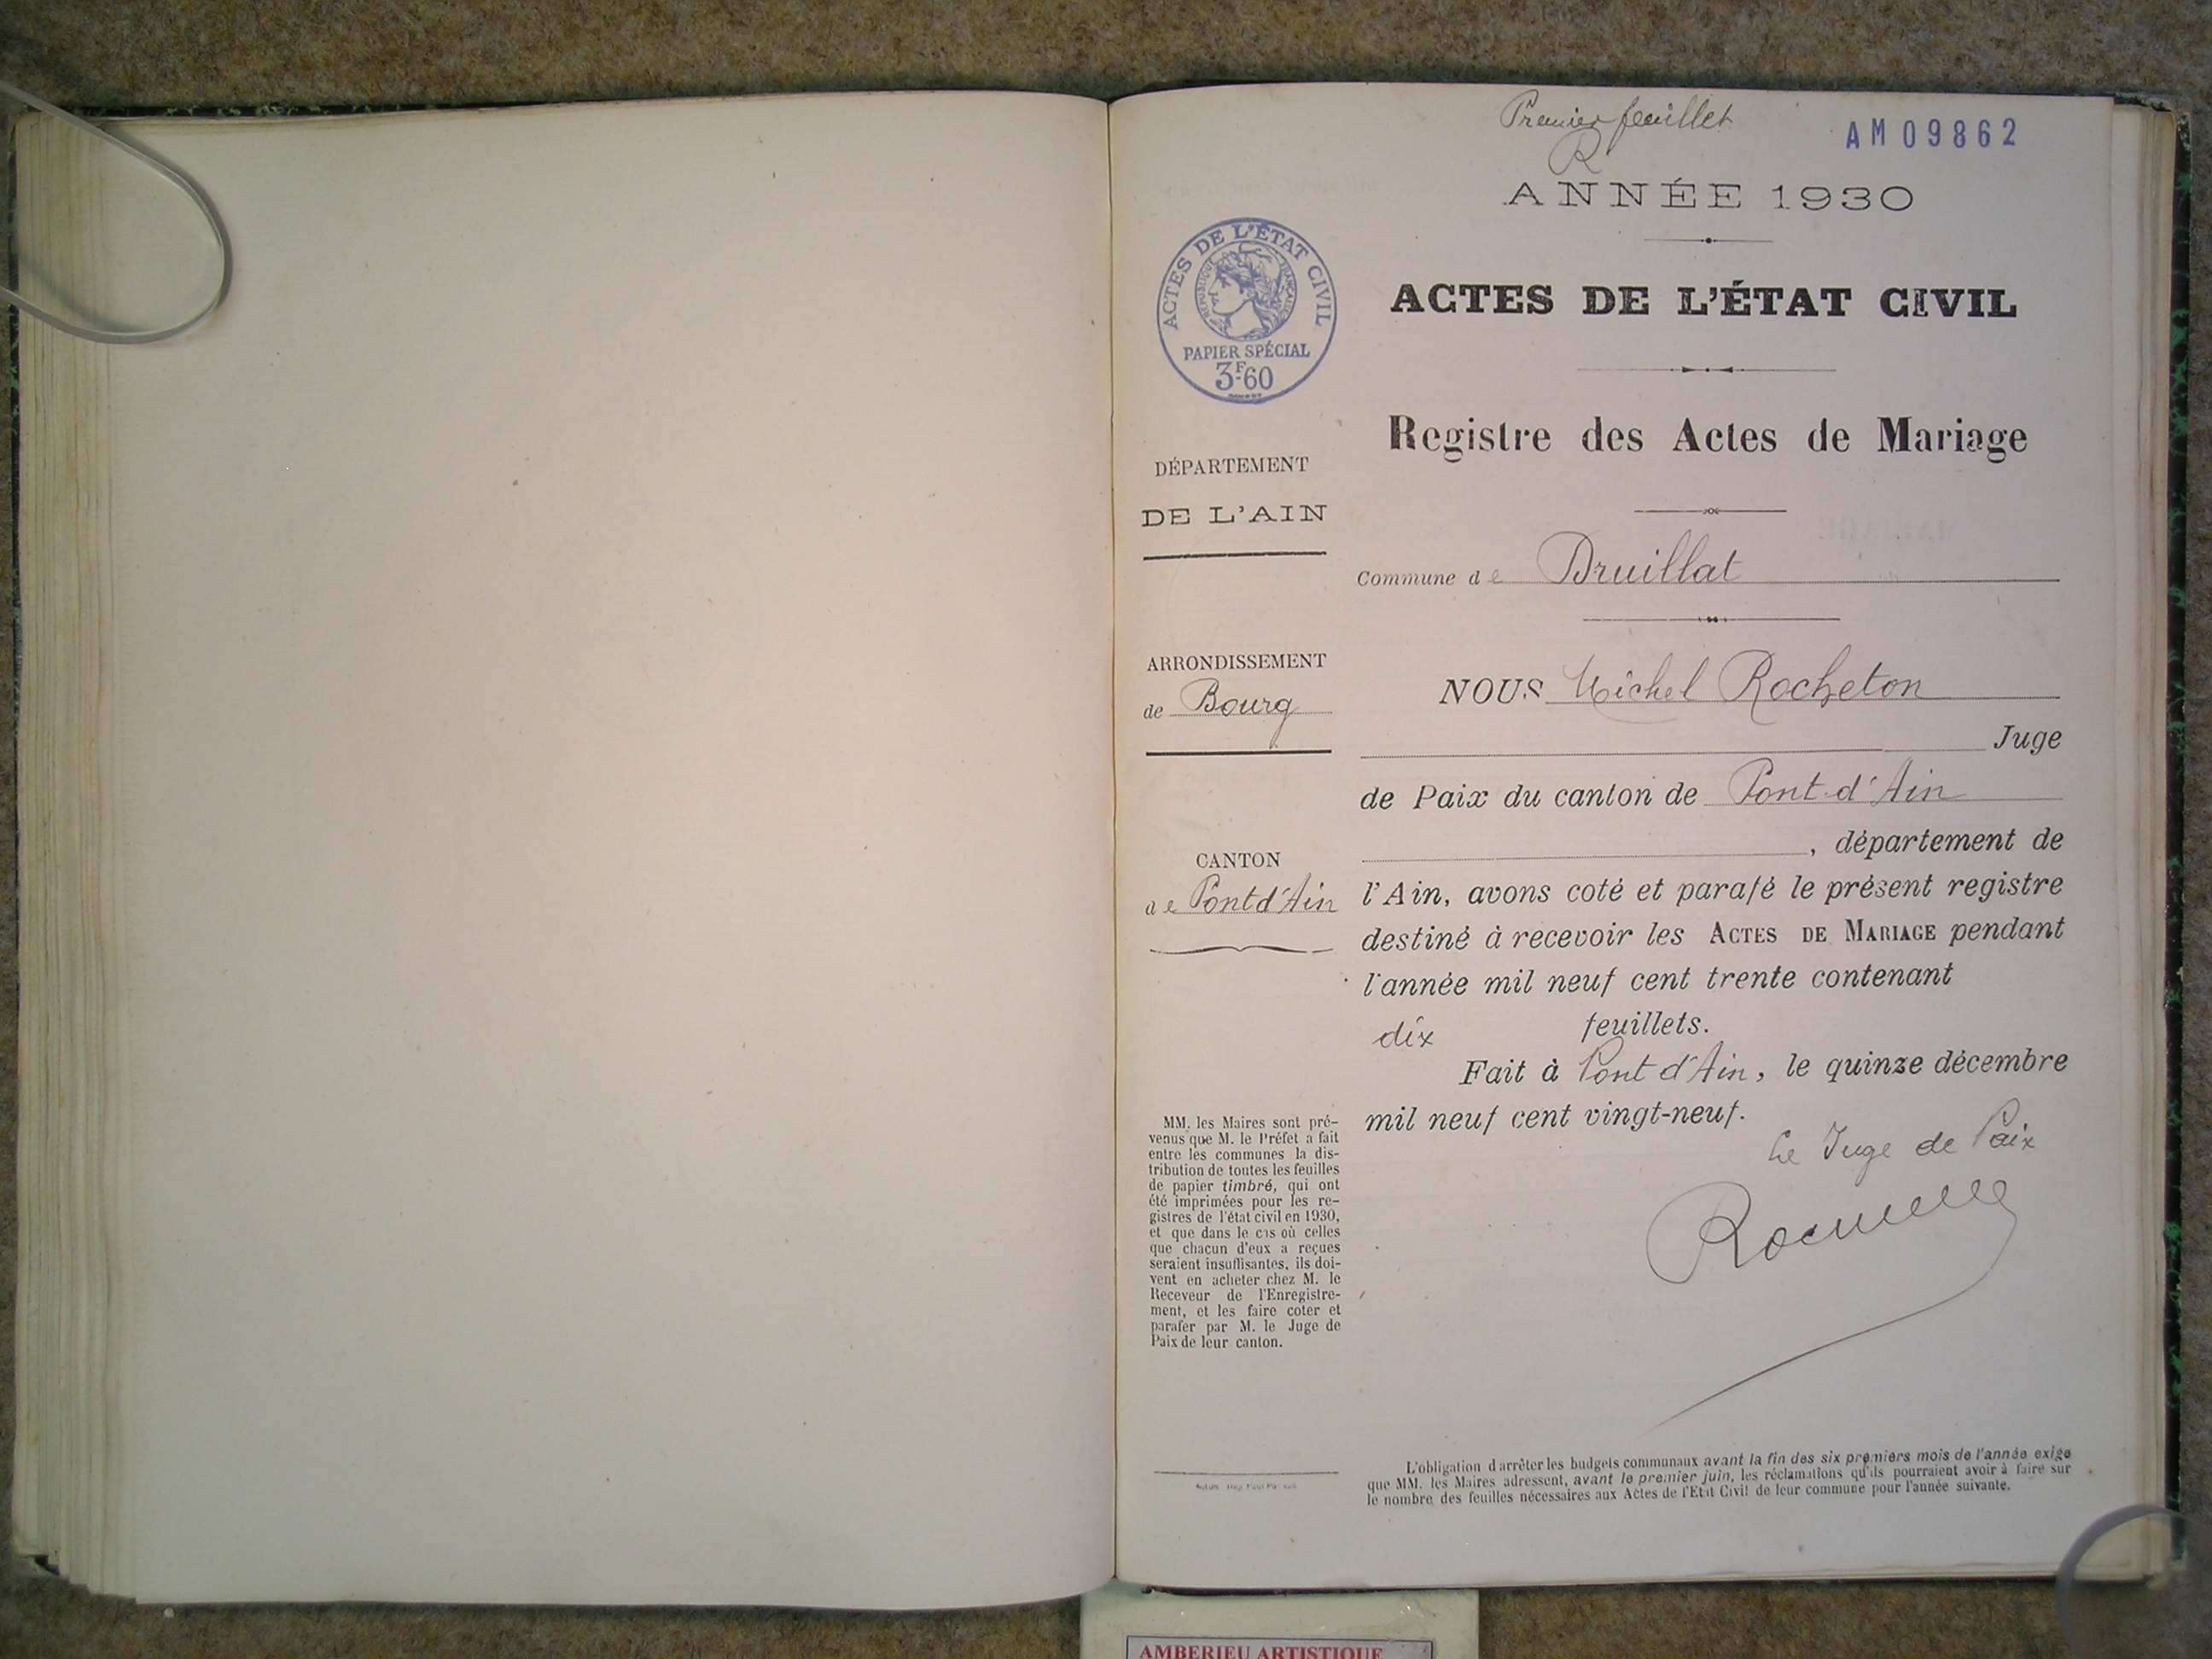 Premier feuillet
R
AM09862
ANNÉE 1930
ACTES DE L'ÉTAT CIVIL
RÉPUBLIQUE FRANÇAISE
PAPIER SPÉCIAL
3F60
ACTES DE L'ÉTAT CIVIL
Registre des Actes de Mariage
DÉPARTEMENT
DE L'AIN
Commune de Druillat
ARRONDISSEMENT
de Bourg
NOUS Michel Rocheton
Juge
de Paix du canton de Pont-d'Ain
, département de
CANTON
de Pont d'Ain
l'Ain, avons coté et parafé le présent registre
destiné à recevoir les ACTES DE MARIAGE pendant
l'année mil neuf cent trente contenant
dix feuillets.
Fait à Pont d'Ain, le quinze décembre
mil neuf cent vingt-neuf.
Le Juge de Paix
MM. les Maires sont pré-
venus que M. le Préfet a fait
entre les communes la dis-
tribution de toutes les feuilles
de papier timbré, qui ont
été imprimées pour les re-
gistres de l'état civil en 1930,
et que dans le cas où celles
que chacun d'eux a reçues
seraient insuffisantes, ils doi-
vent en acheter chez M. le
Receveur de l'Enregistre-
ment, et les faire coter et
parafer par M. le Juge de
Paix de leur canton.
L'obligation d'arrêter les budgets communaux avant la fin des six premiers mois de l'année exige
que MM. les Maires adressent, avant le premier juin, les réclamations qu'ils pourraient avoir à faire sur
le nombre des feuilles nécessaires aux Actes de l'Etat Civil de leur commune pour l'année suivante.
AMBERIEU ARTISTIQUE